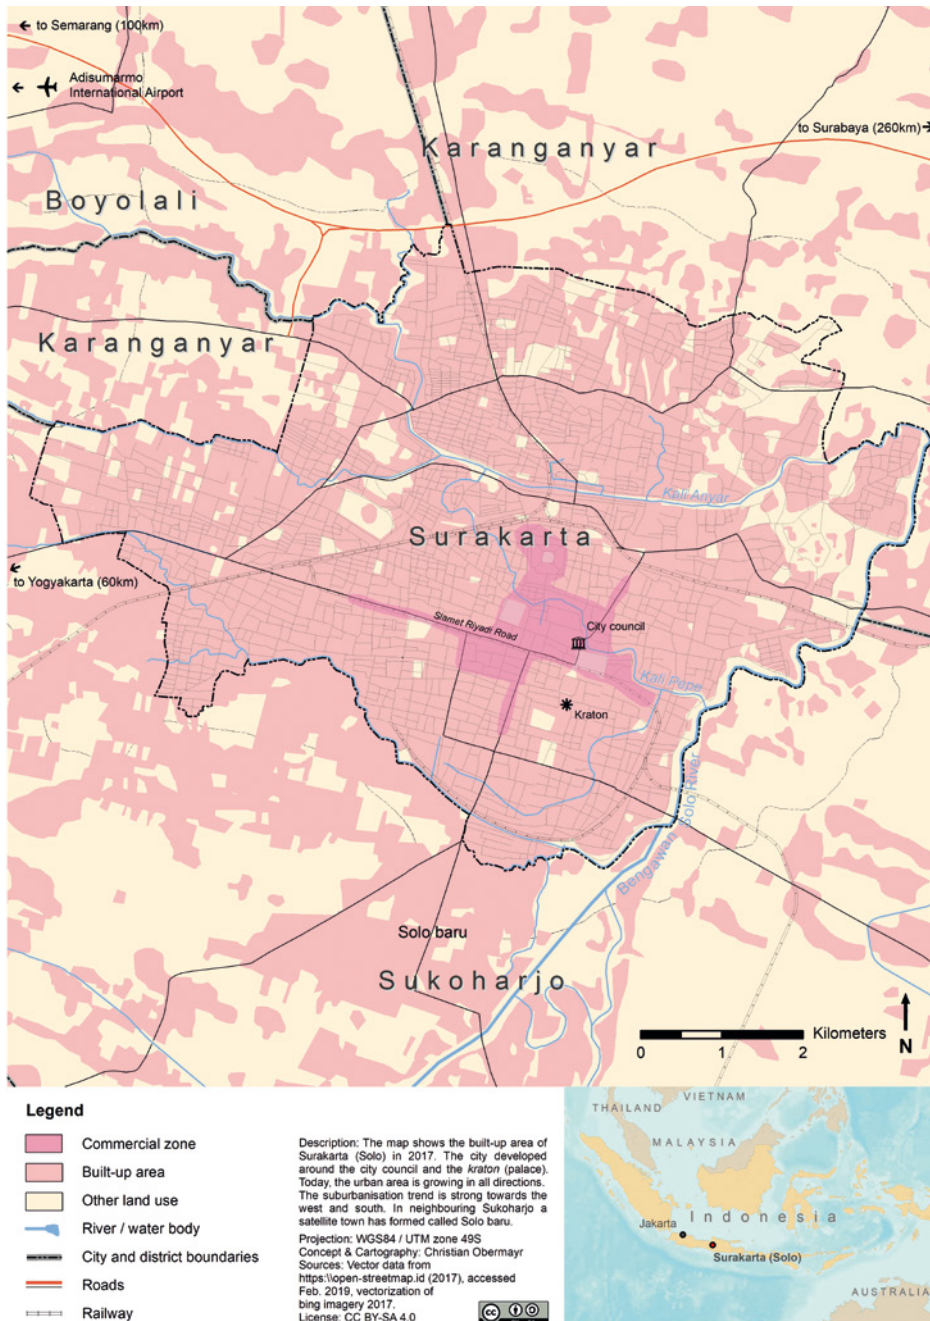 to Semarang (100km)
Adisumarmo
International Airport
to Surabaya (260km)
Karanganyar
Boyolali
Karanganyar
Kali Anyar
Surakarta
to Yogyakarta (60km)
Slamet Riyadi Road
City council
Kali Pepe
Kraton
Bengawan Solo River
Solo baru
Sukoharjo
Kilometers
0 1 2
N
Legend
Commercial zone
Built-up area
Other land use
River / water body
City and district boundaries
Roads
Railway
Description: The map shows the built-up area of
Surakarta (Solo) in 2017. The city developed
around the city council and the kraton (palace).
Today, the urban area is growing in all directions.
The suburbanisation trend is strong towards the
west and south. In neighbouring Sukoharjo a
satellite town has formed called Solo baru.
Projection: WGS84 / UTM zone 49S
Concept & Cartography: Christian Obermayr
Sources: Vector data from
https:\\open-streetmap.id (2017), accessed
Feb. 2019, vectorization of
bing imagery 2017.
License: CC BY-SA 4.0
cc
THAILAND
VIETNAM
MALAYSIA
Indonesia
Jakarta
Surakarta (Solo)
AUSTRALIA